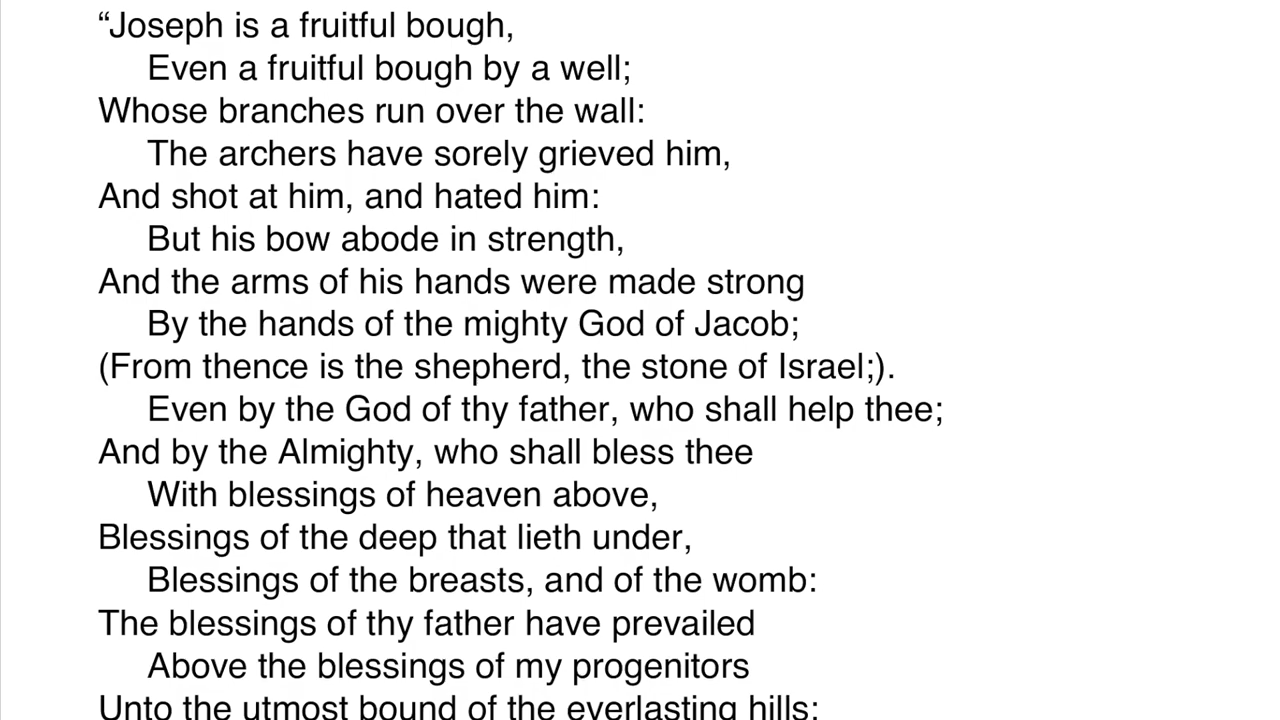 “Joseph is a fruitful bough,
Even a fruitful bough by a well;
Whose branches run over the wall:
The archers have sorely grieved him,
And shot at him, and hated him:
But his bow abode in strength,
And the arms of his hands were made strong
By the hands of the mighty God of Jacob;
(From thence is the shepherd, the stone of Israel;).
Even by the God of thy father, who shall help thee;
And by the Almighty, who shall bless thee
With blessings of heaven above,
Blessings of the deep that lieth under,
Blessings of the breasts, and of the womb:
The blessings of thy father have prevailed
Above the blessings of my progenitors
Unto the utmost bound of the everlasting hills: